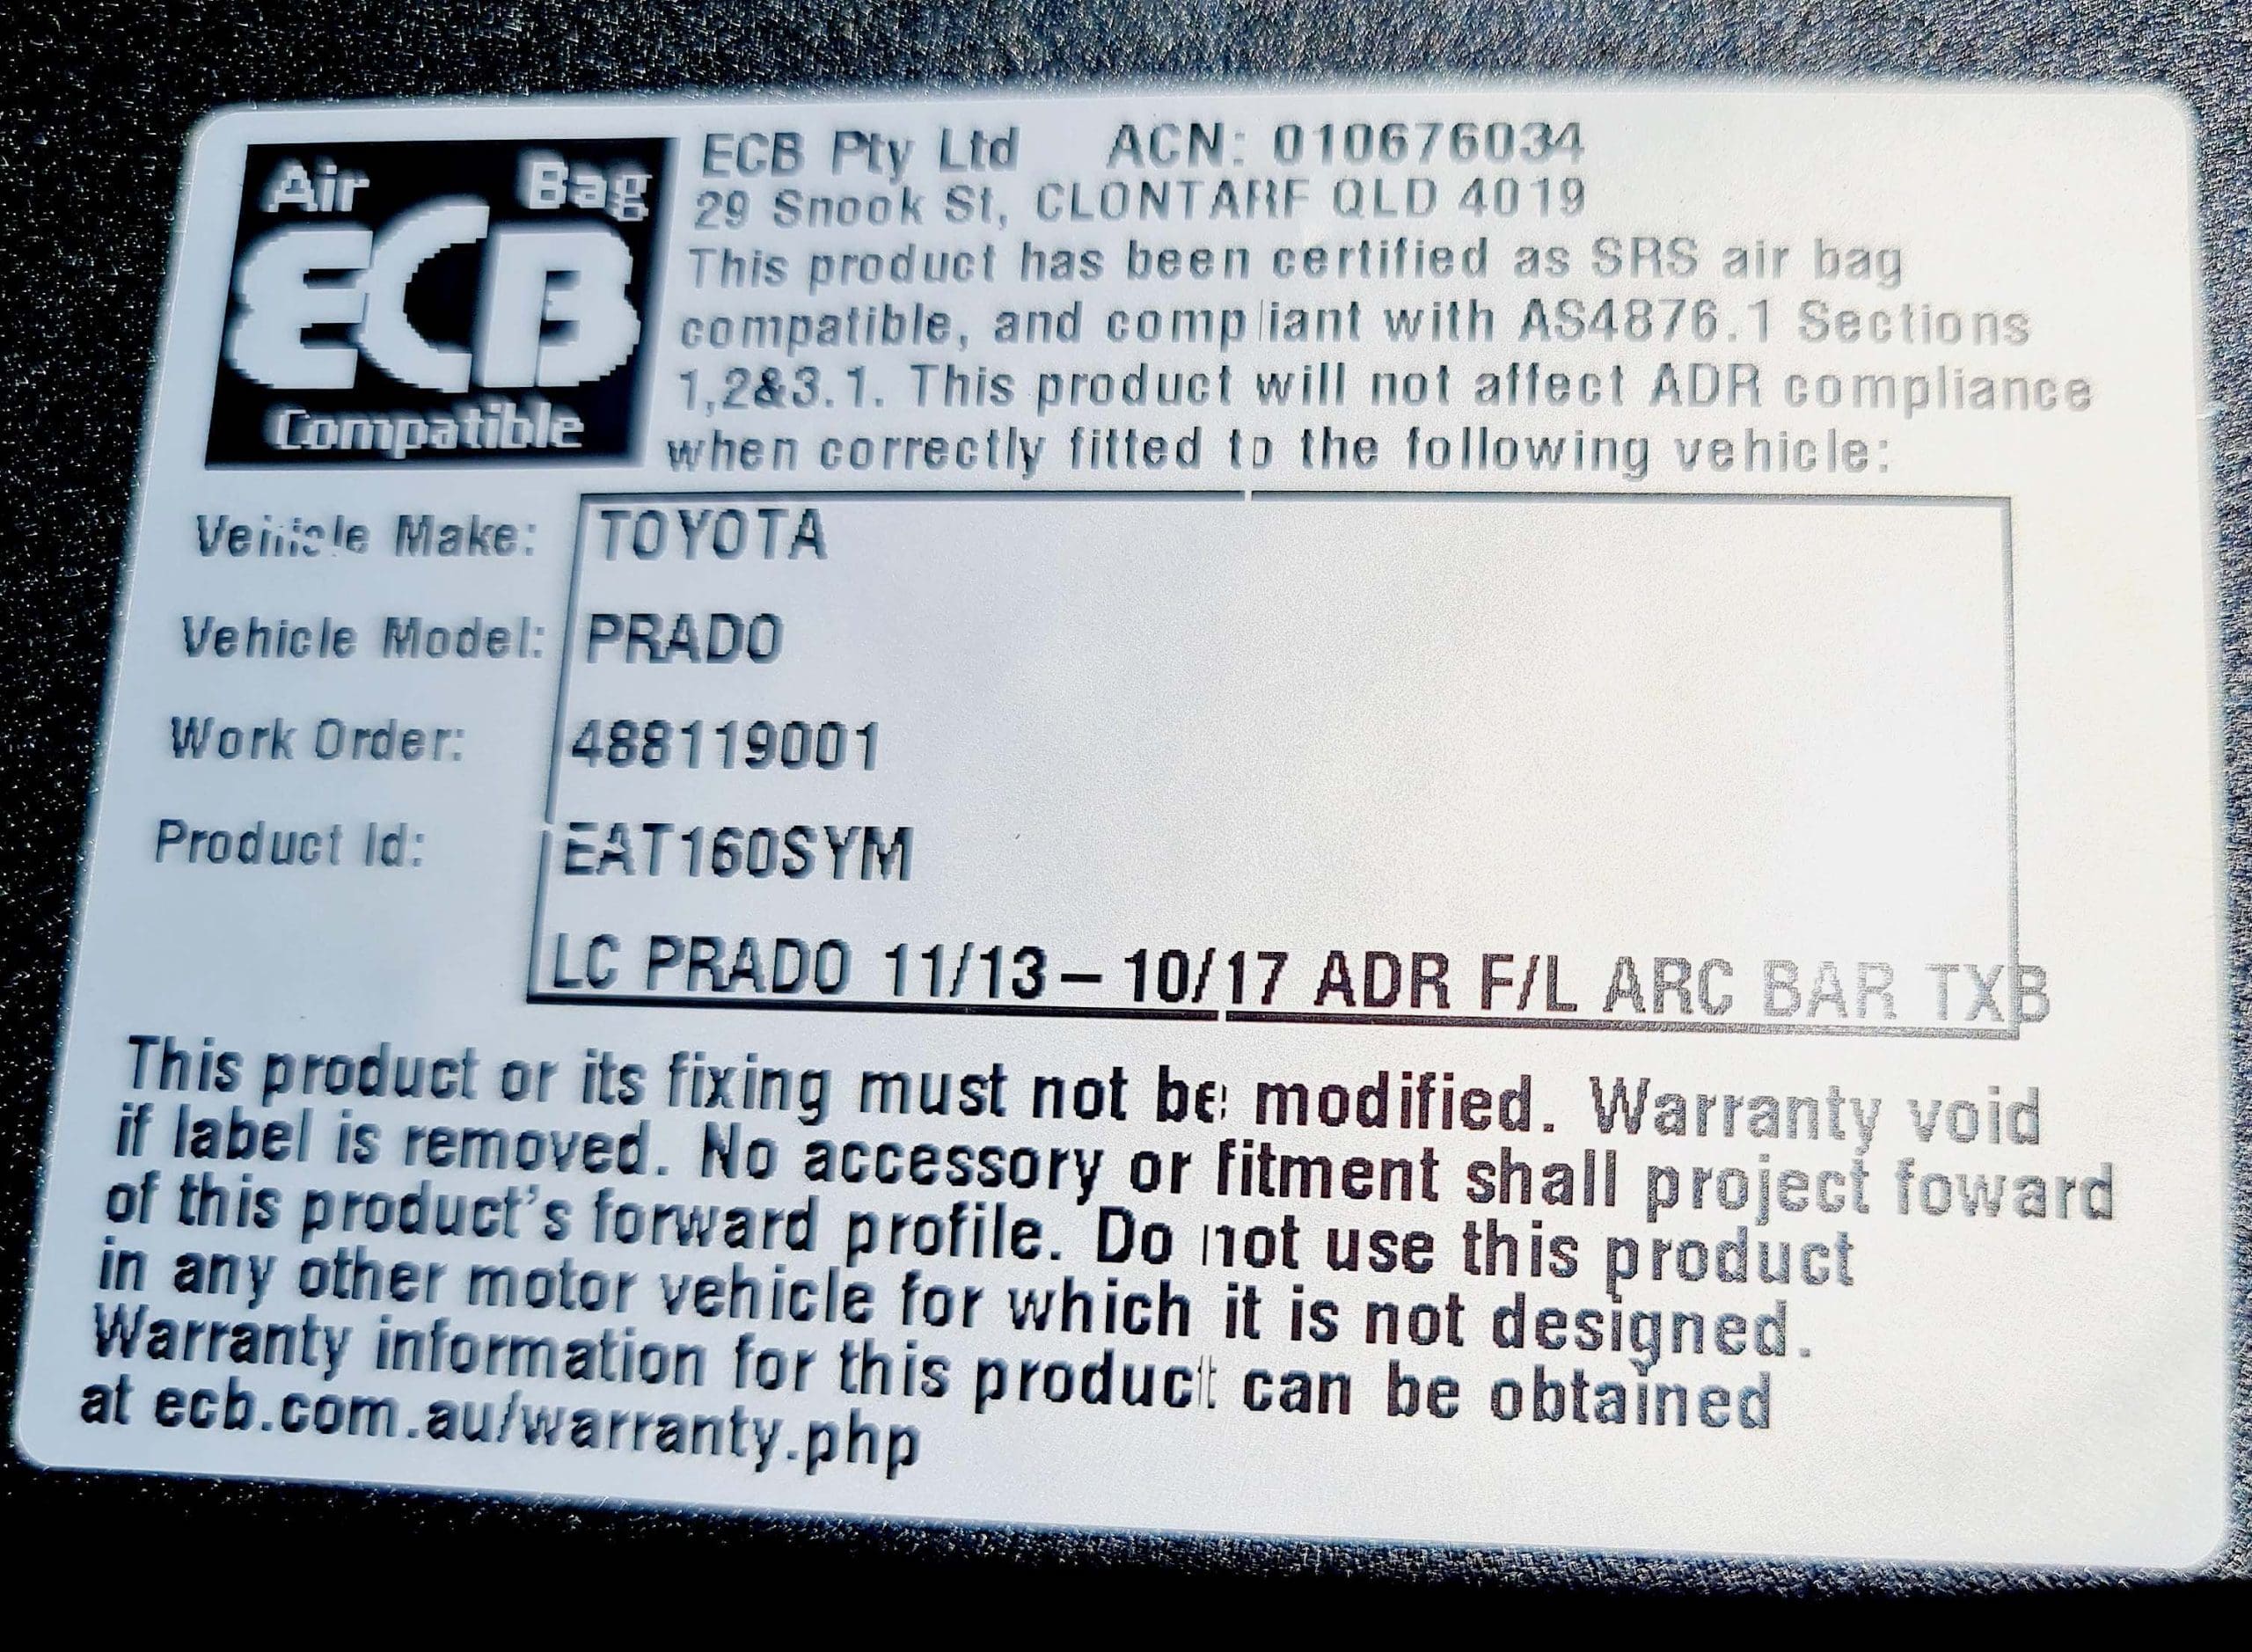 Air Bag
ECB
Compatible
ECB Pty Ltd ACN: 010676034
29 Snook St, CLONTARF QLD 4019
This product has been certified as SRS air bag
compatible, and compliant with AS4876.1 Sections
1,2&3.1. This product will not affect ADR compliance
when correctly fitted to the following vehicle:
Vehicle Make: TOYOTA
Vehicle Model: PRADO
Work Order: 488119001
Product Id: EAT160SYM
LC PRADO 11/13 – 10/17 ADR F/L ARC BAR TXB
This product or its fixing must not be modified. Warranty void
if label is removed. No accessory or fitment shall project foward
of this product's forward profile. Do not use this product
in any other motor vehicle for which it is not designed.
Warranty information for this product can be obtained
at ecb.com.au/warranty.php